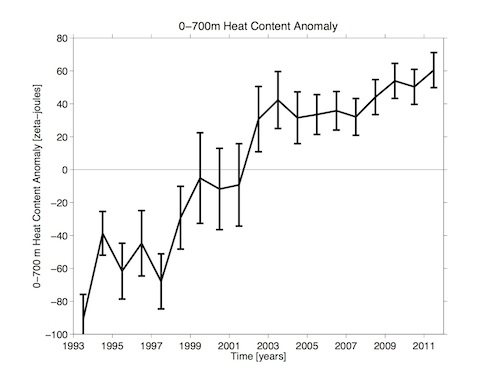 0−700m Heat Content Anomaly
80
60
40
20
0
−20
−40
−60
−80
−100
0−700 m Heat Content Anomaly [zeta−joules]
1993 1995 1997 1999 2001 2003 2005 2007 2009 2011
Time [years]